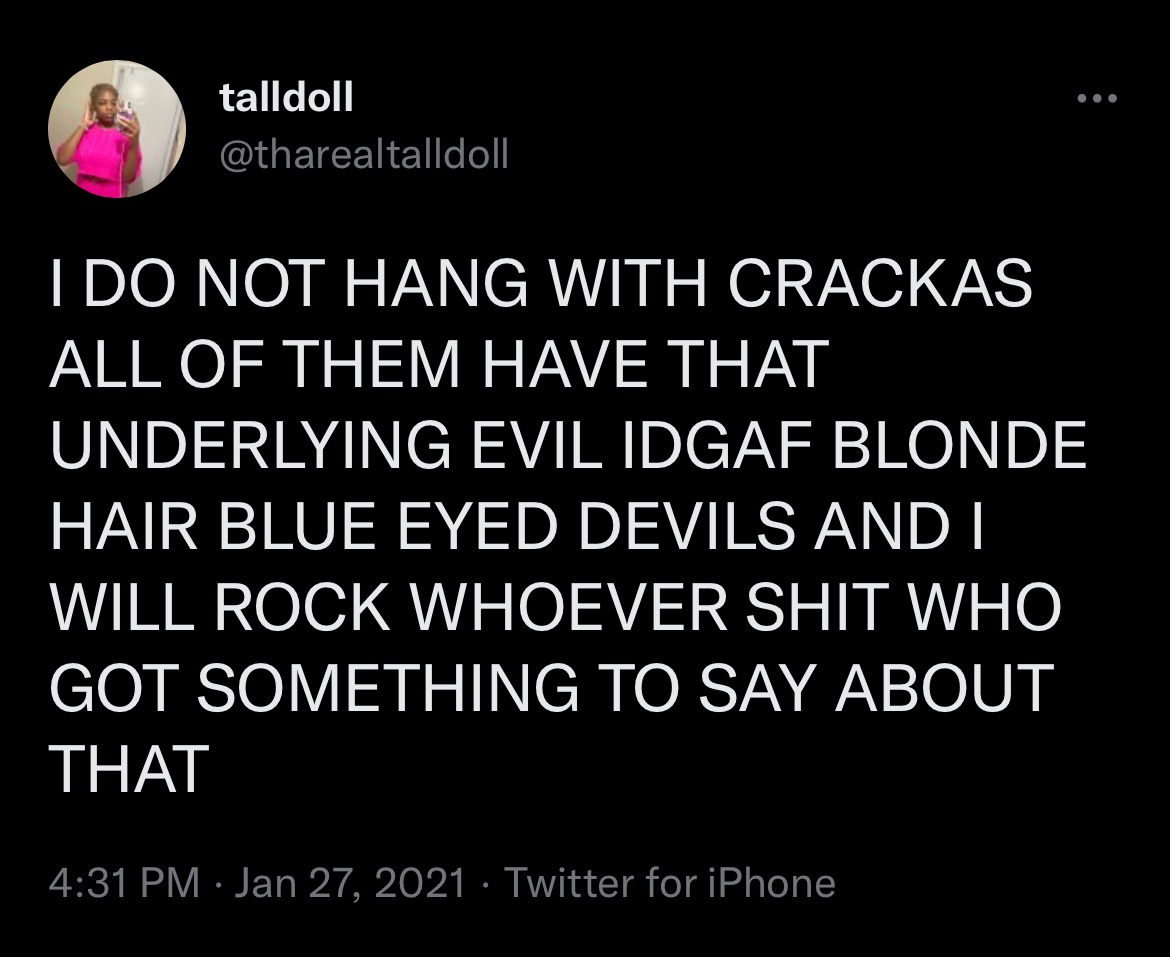 talldoll
@tharealtalldoll
I DO NOT HANG WITH CRACKAS
ALL OF THEM HAVE THAT
UNDERLYING EVIL IDGAF BLONDE
HAIR BLUE EYED DEVILS AND I
WILL ROCK WHOEVER SHIT WHO
GOT SOMETHING TO SAY ABOUT
THAT
4:31 PM · Jan 27, 2021 · Twitter for iPhone